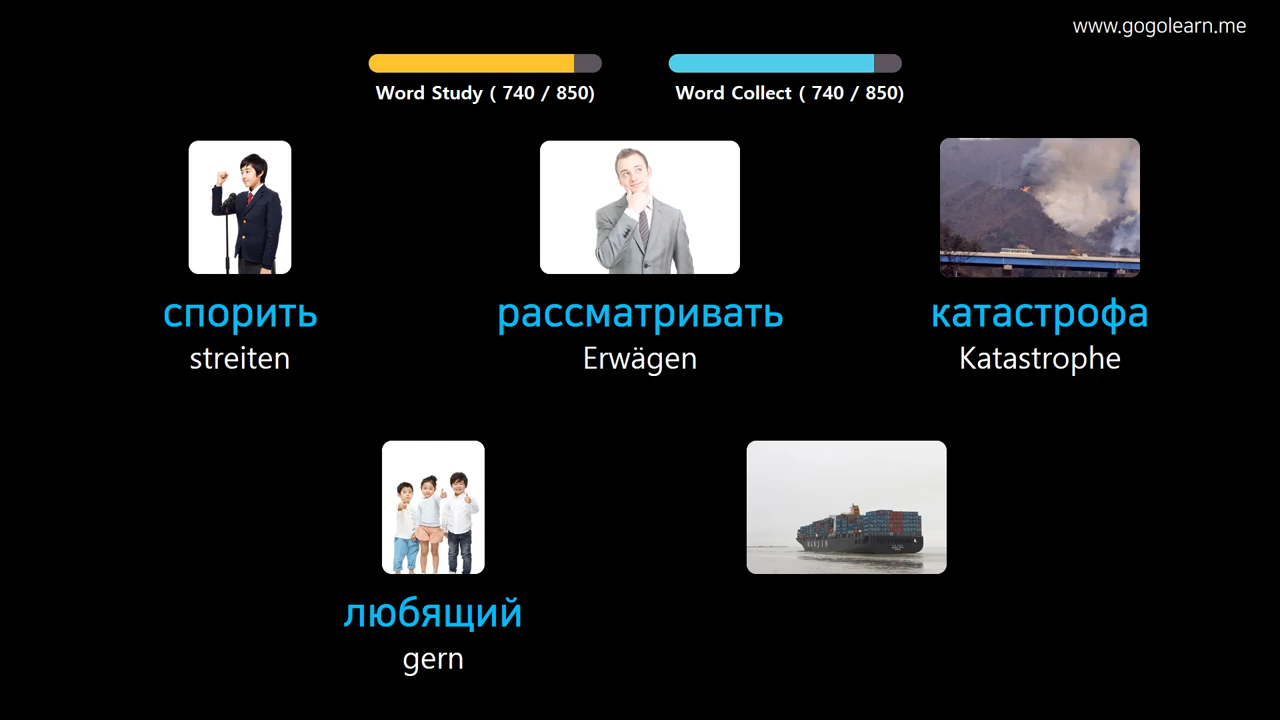 www.gogolearn.me
Word Study ( 740 / 850)
Word Collect ( 740 / 850)
спорить
streiten
рассматривать
Erwägen
катастрофа
Katastrophe
любящий
gern